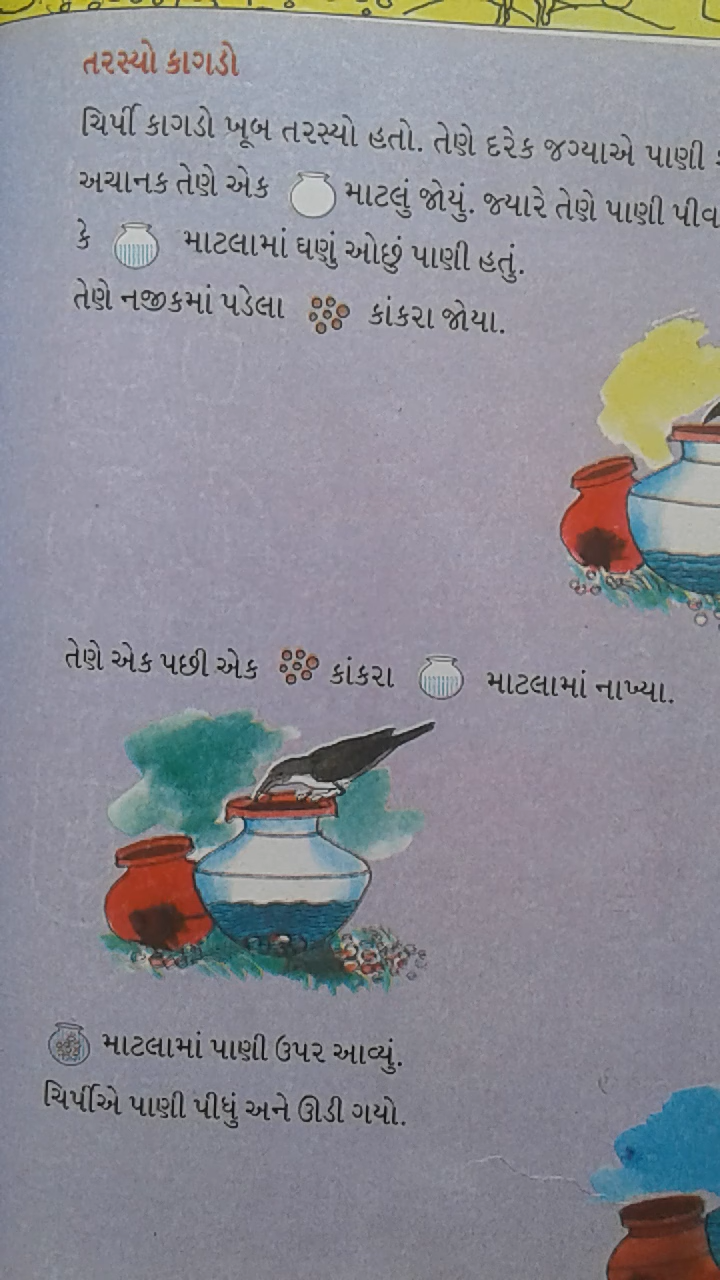 તરસ્યો કાગડો
ચિર્પી કાગડો ખૂબ તરસ્યો હતો. તેણે દરેક જગ્યાએ પાણી
અચાનક તેણે એક માટલું જોયું. જ્યારે તેણે પાણી
કે માટલામાં ઘણું ઓછું પાણી હતું.
તેણે નજીકમાં પડેલા કાંકરા જોયા.
તેણે એક પછી એક કાંકરા માટલામાં નાખ્યા.
માટલામાં પાણી ઉપર આવ્યું.
ચિર્પીએ પાણી પીધું અને ઊડી ગયો.